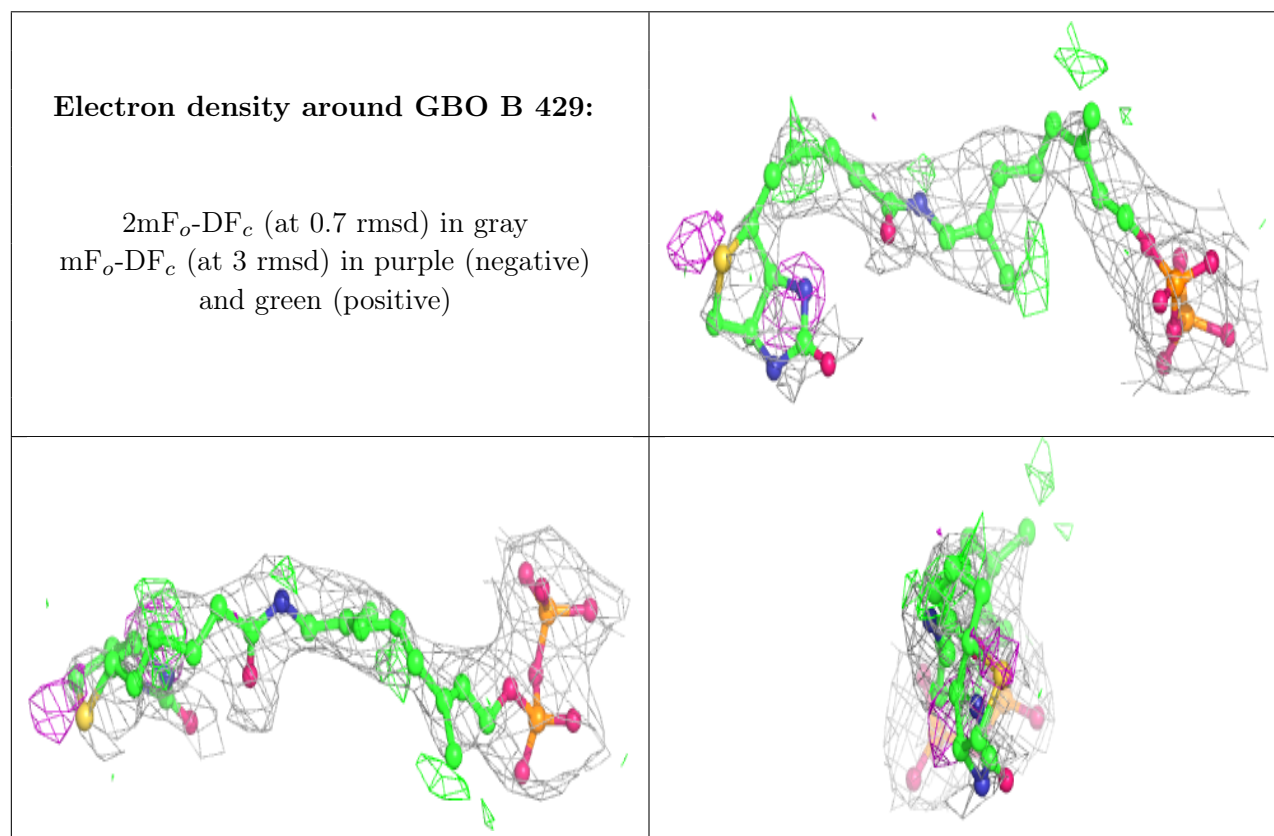 Electron density around GBO B 429:
2mFo-DFc (at 0.7 rmsd) in gray
mFo-DFc (at 3 rmsd) in purple (negative)
and green (positive)